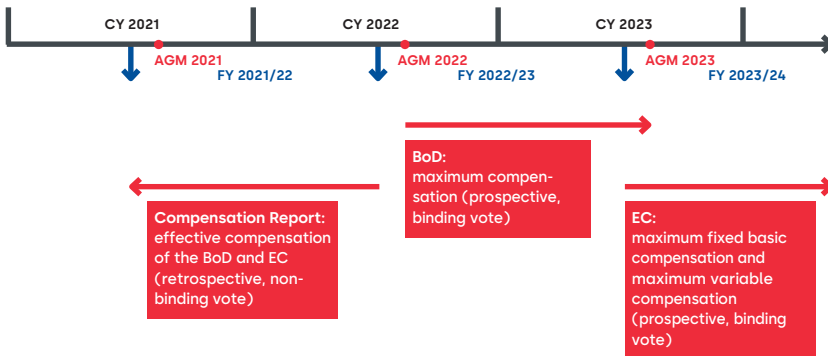 CY 2021
CY 2022
CY 2023
AGM 2021
AGM 2022
AGM 2023
FY 2021/22
FY 2022/23
FY 2023/24
BoD:
maximum compen-
sation (prospective,
binding vote)
Compensation Report:
effective compensation
of the BoD and EC
(retrospective, non-
binding vote)
EC:
maximum fixed basic
compensation and
maximum variable
compensation
(prospective, binding
vote)